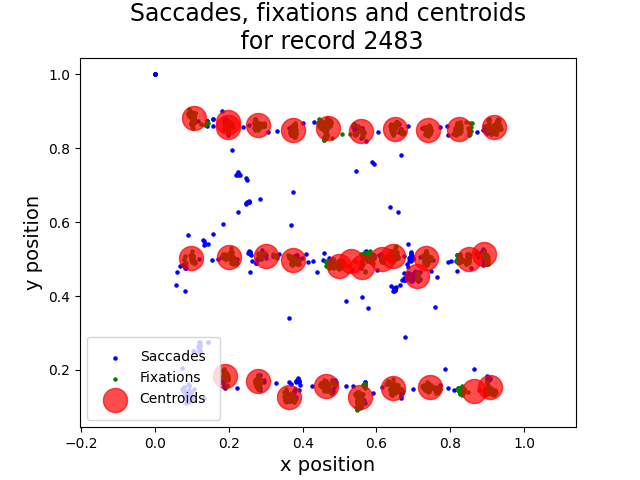 Saccades, fixations and centroids
for record 2483
1.0
0.8
0.6
0.4
0.2
y position
Saccades
Fixations
Centroids
−0.2 0.0 0.2 0.4 0.6 0.8 1.0
x position